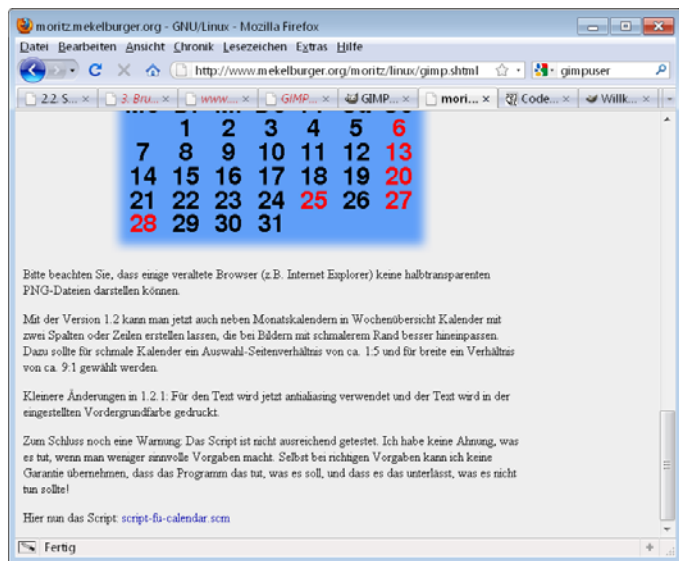 moritz.mekelburger.org - GNU/Linux - Mozilla Firefox
Datei Bearbeiten Ansicht Chronik Lesezeichen Extras Hilfe
http://www.mekelburger.org/moritz/linux/gimp.shtml gimpuser
2.2. S... 3. Bru... www.... GIMP... GIMP... mori... Code... Willk...
1 2 3 4 5 6
7 8 9 10 11 12 13
14 15 16 17 18 19 20
21 22 23 24 25 26 27
28 29 30 31
Bitte beachten Sie, dass einige veraltete Browser (z.B. Internet Explorer) keine halbtransparenten
PNG-Dateien darstellen können.
Mit der Version 1.2 kann man jetzt auch neben Monatskalendern in Wochenübersicht Kalender mit
zwei Spalten oder Zeilen erstellen lassen, die bei Bildern mit schmalerem Rand besser hineinpassen.
Dazu sollte für schmale Kalender ein Auswahl-Seitenverhältnis von ca. 1:5 und für breite ein Verhältnis
von ca. 9:1 gewählt werden.
Kleinere Änderungen in 1.2.1: Für den Text wird jetzt antialiasing verwendet und der Text wird in der
eingestellten Vordergrundfarbe gedruckt.
Zum Schluss noch eine Warnung: Das Script ist nicht ausreichend getestet. Ich habe keine Ahnung, was
es tut, wenn man weniger sinnvolle Vorgaben macht. Selbst bei richtigen Vorgaben kann ich keine
Garantie übernehmen, dass das Programm das tut, was es soll, und dass es das unterlässt, was es nicht
tun sollte!
Hier nun das Script: script-fu-calendar.scm
Fertig